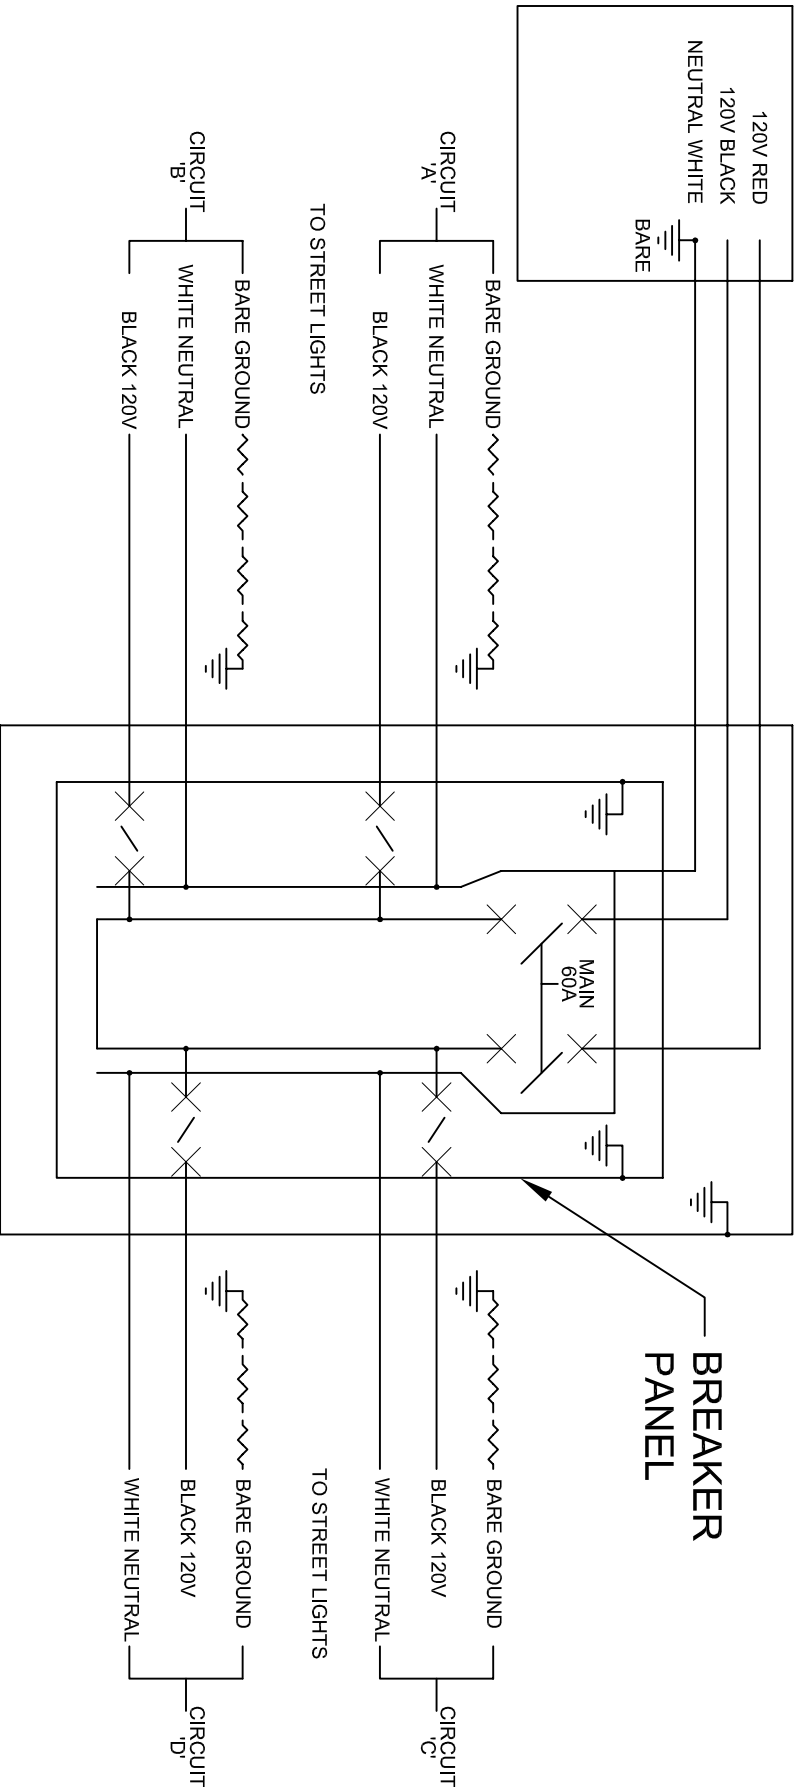 120V RED
120V BLACK
NEUTRAL WHITE
BARE
CIRCUIT
'A'
BARE GROUND
WHITE NEUTRAL
BLACK 120V
TO STREET LIGHTS
CIRCUIT
'B'
BARE GROUND
WHITE NEUTRAL
BLACK 120V
MAIN
60A
BREAKER
PANEL
BARE GROUND
BLACK 120V
WHITE NEUTRAL
CIRCUIT
'C'
TO STREET LIGHTS
BARE GROUND
BLACK 120V
WHITE NEUTRAL
CIRCUIT
'D'